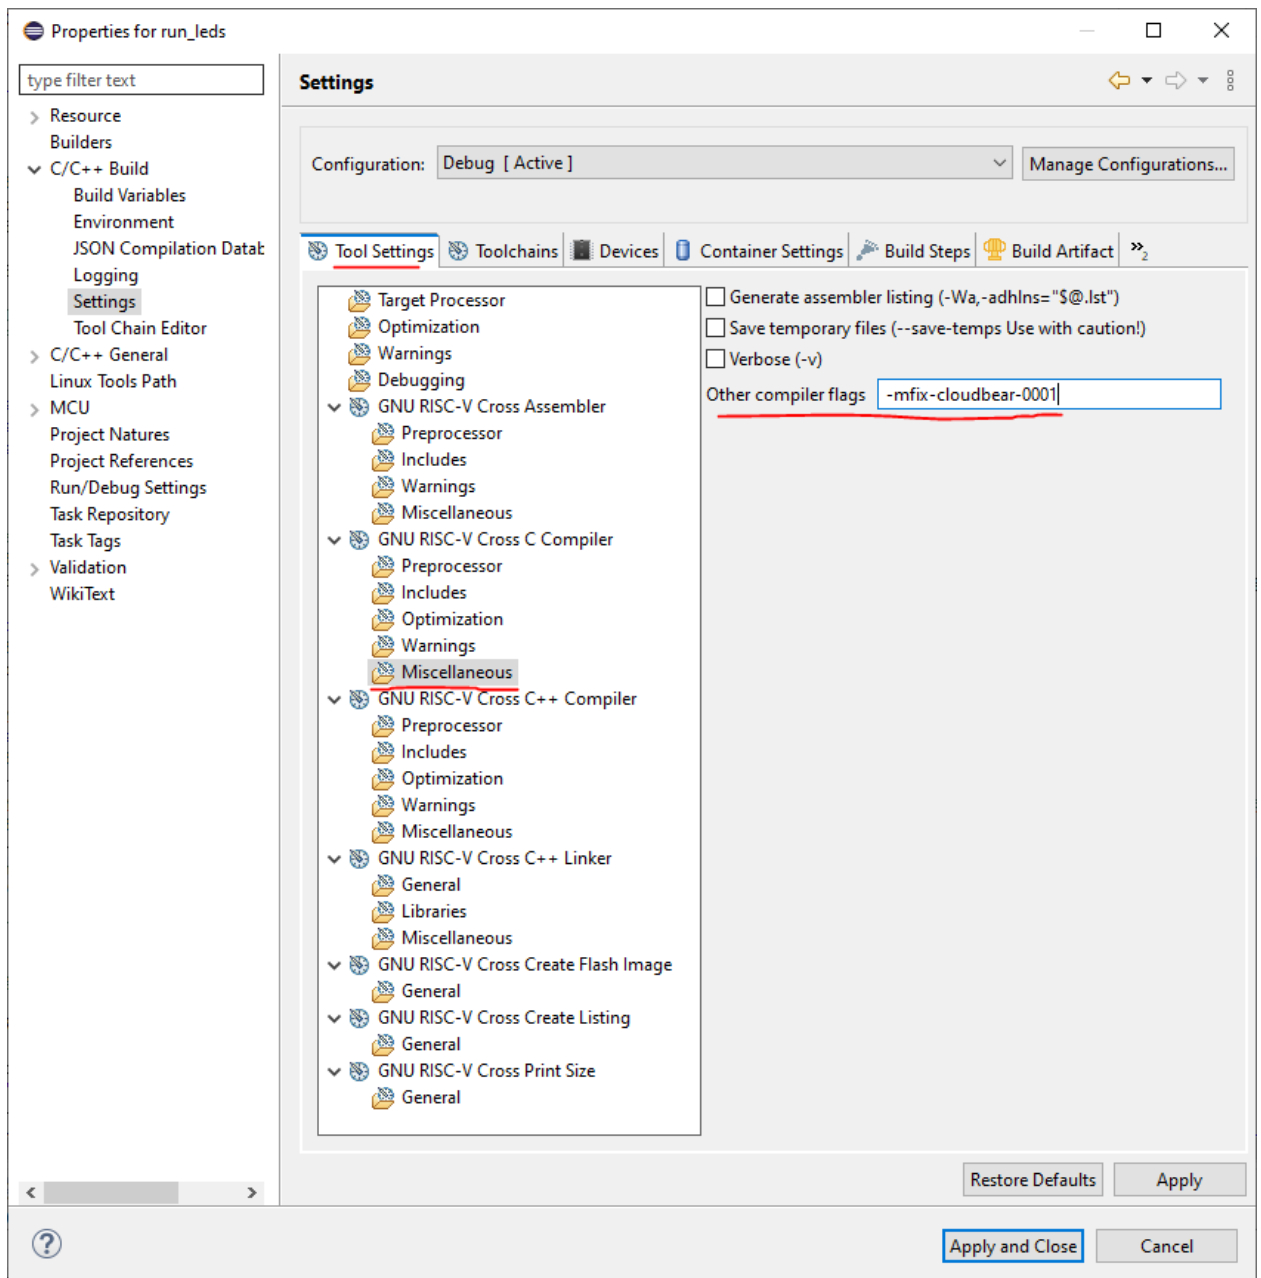 Properties for run_leds
type filter text
Resource
Builders
C/C++ Build
Build Variables
Environment
JSON Compilation Datab
Logging
Settings
Tool Chain Editor
C/C++ General
Linux Tools Path
MCU
Project Natures
Project References
Run/Debug Settings
Task Repository
Task Tags
Validation
WikiText
Settings
Configuration: Debug [ Active ] Manage Configurations...
Tool Settings Toolchains Devices Container Settings Build Steps Build Artifact »2
Target Processor
Optimization
Warnings
Debugging
GNU RISC-V Cross Assembler
Preprocessor
Includes
Warnings
Miscellaneous
GNU RISC-V Cross C Compiler
Preprocessor
Includes
Optimization
Warnings
Miscellaneous
GNU RISC-V Cross C++ Compiler
Preprocessor
Includes
Optimization
Warnings
Miscellaneous
GNU RISC-V Cross C++ Linker
General
Libraries
Miscellaneous
GNU RISC-V Cross Create Flash Image
General
GNU RISC-V Cross Create Listing
General
GNU RISC-V Cross Print Size
General
Generate assembler listing (-Wa,-adhlns="$@.lst")
Save temporary files (--save-temps Use with caution!)
Verbose (-v)
Other compiler flags -mfix-cloudbear-0001
Restore Defaults Apply
? Apply and Close Cancel